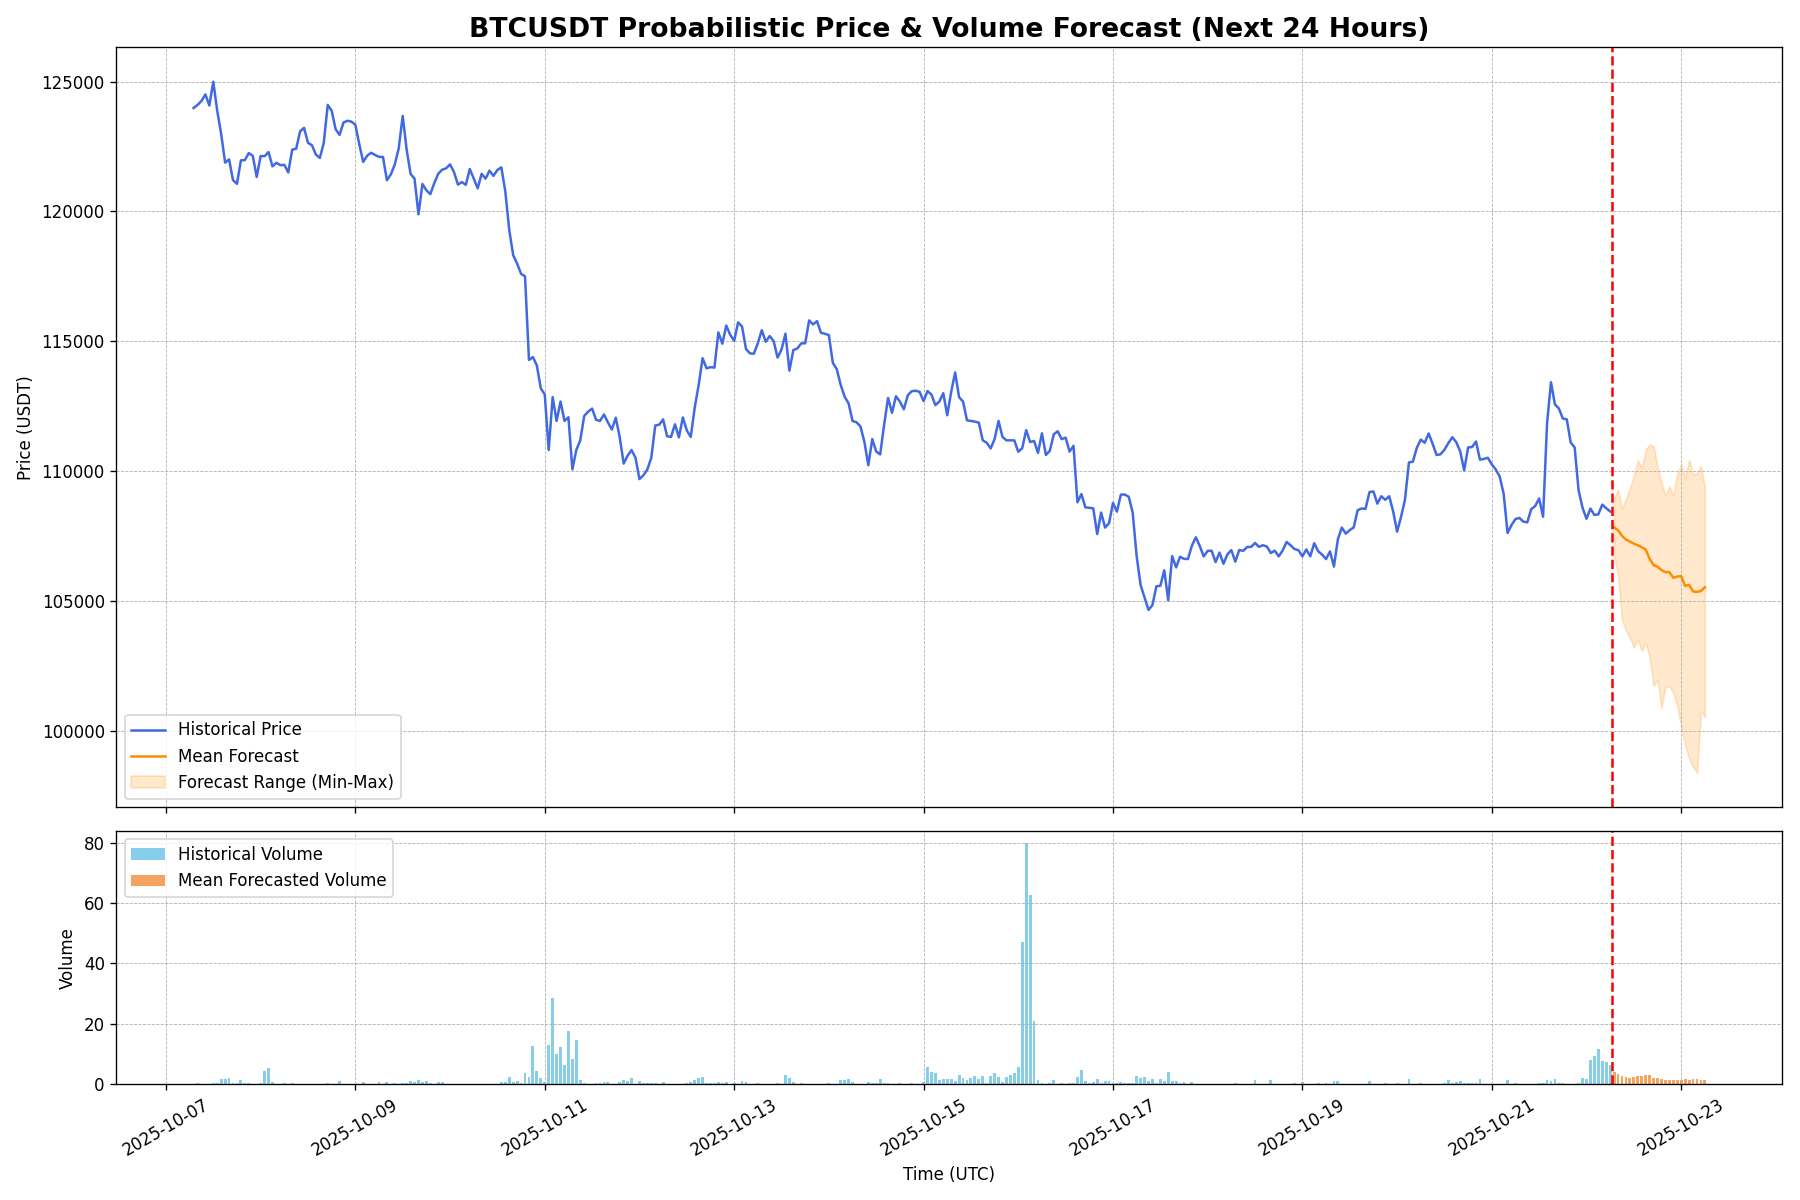 BTCUSDT Probabilistic Price & Volume Forecast (Next 24 Hours)
125000
120000
115000
110000
105000
100000
Price (USDT)
Historical Price
Mean Forecast
Forecast Range (Min-Max)
80
60
40
20
0
Volume
Historical Volume
Mean Forecasted Volume
2025-10-07
2025-10-09
2025-10-11
2025-10-13
2025-10-15
2025-10-17
2025-10-19
2025-10-21
2025-10-23
Time (UTC)